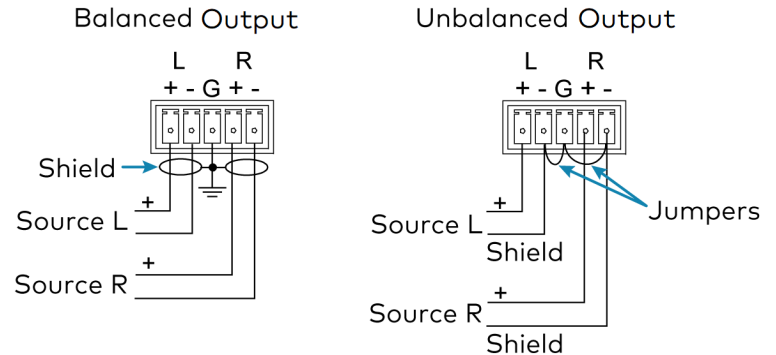 Balanced Output
L R
+ - G + -
Shield
+
Source L
+
Source R
Unbalanced Output
L R
+ - G + -
Jumpers
+
Source L
Shield
+
Source R
Shield